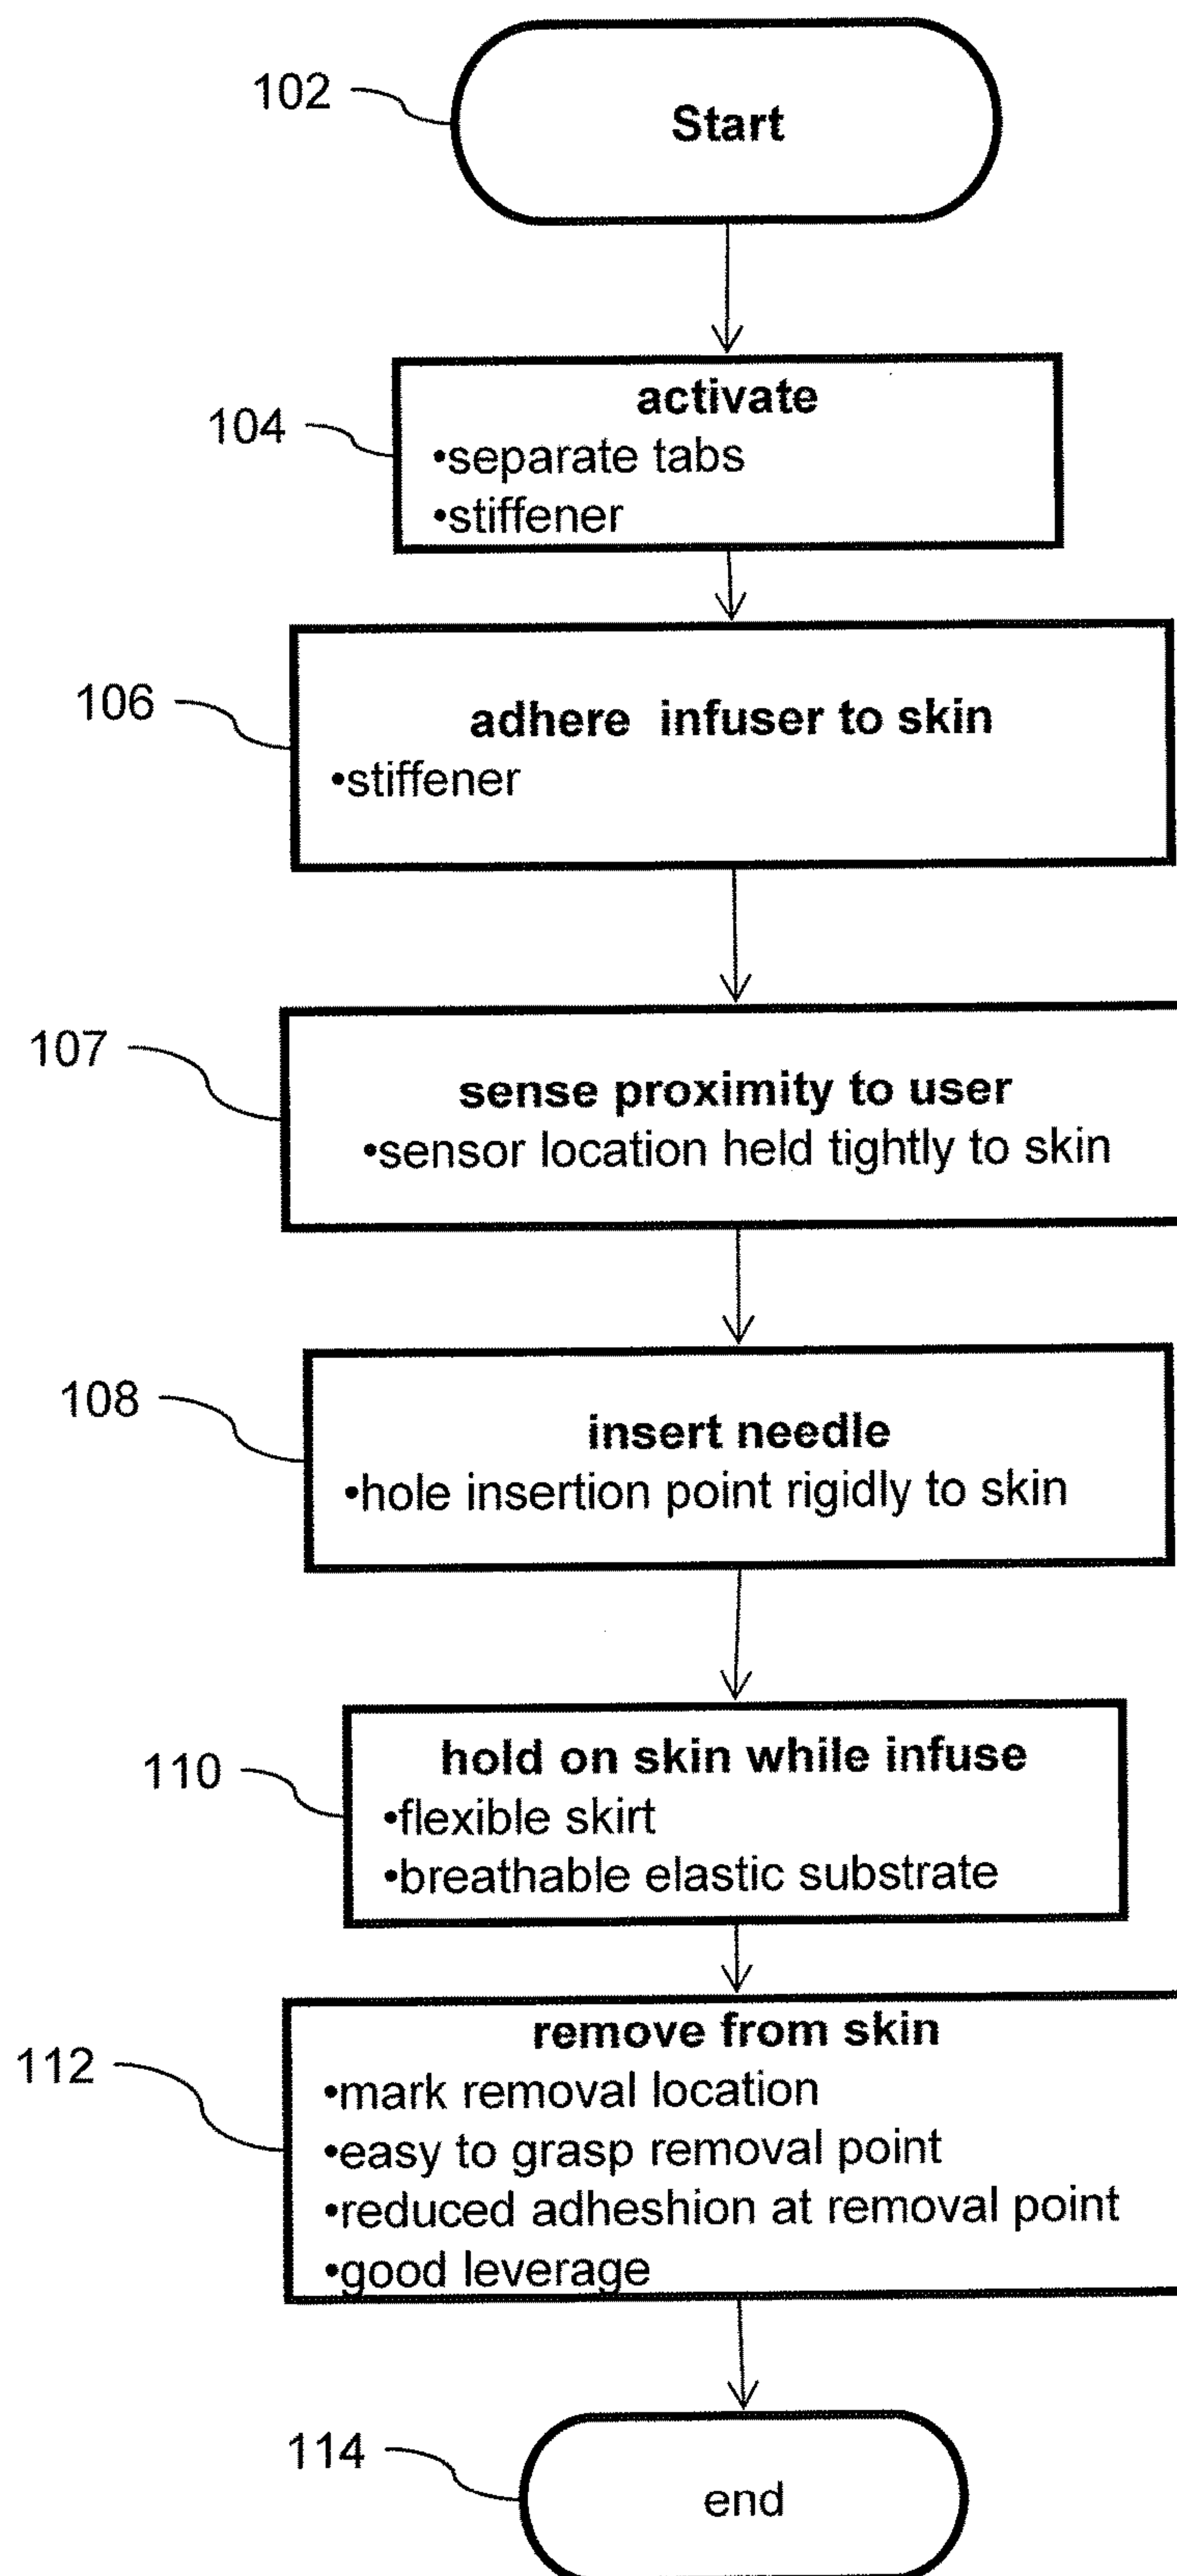 102
Start
104
activate
•separate tabs
•stiffener
106
adhere infuser to skin
•stiffener
107
sense proximity to user
•sensor location held tightly to skin
108
insert needle
•hole insertion point rigidly to skin
110
hold on skin while infuse
•flexible skirt
•breathable elastic substrate
112
remove from skin
•mark removal location
•easy to grasp removal point
•reduced adheshion at removal point
•good leverage
114
end